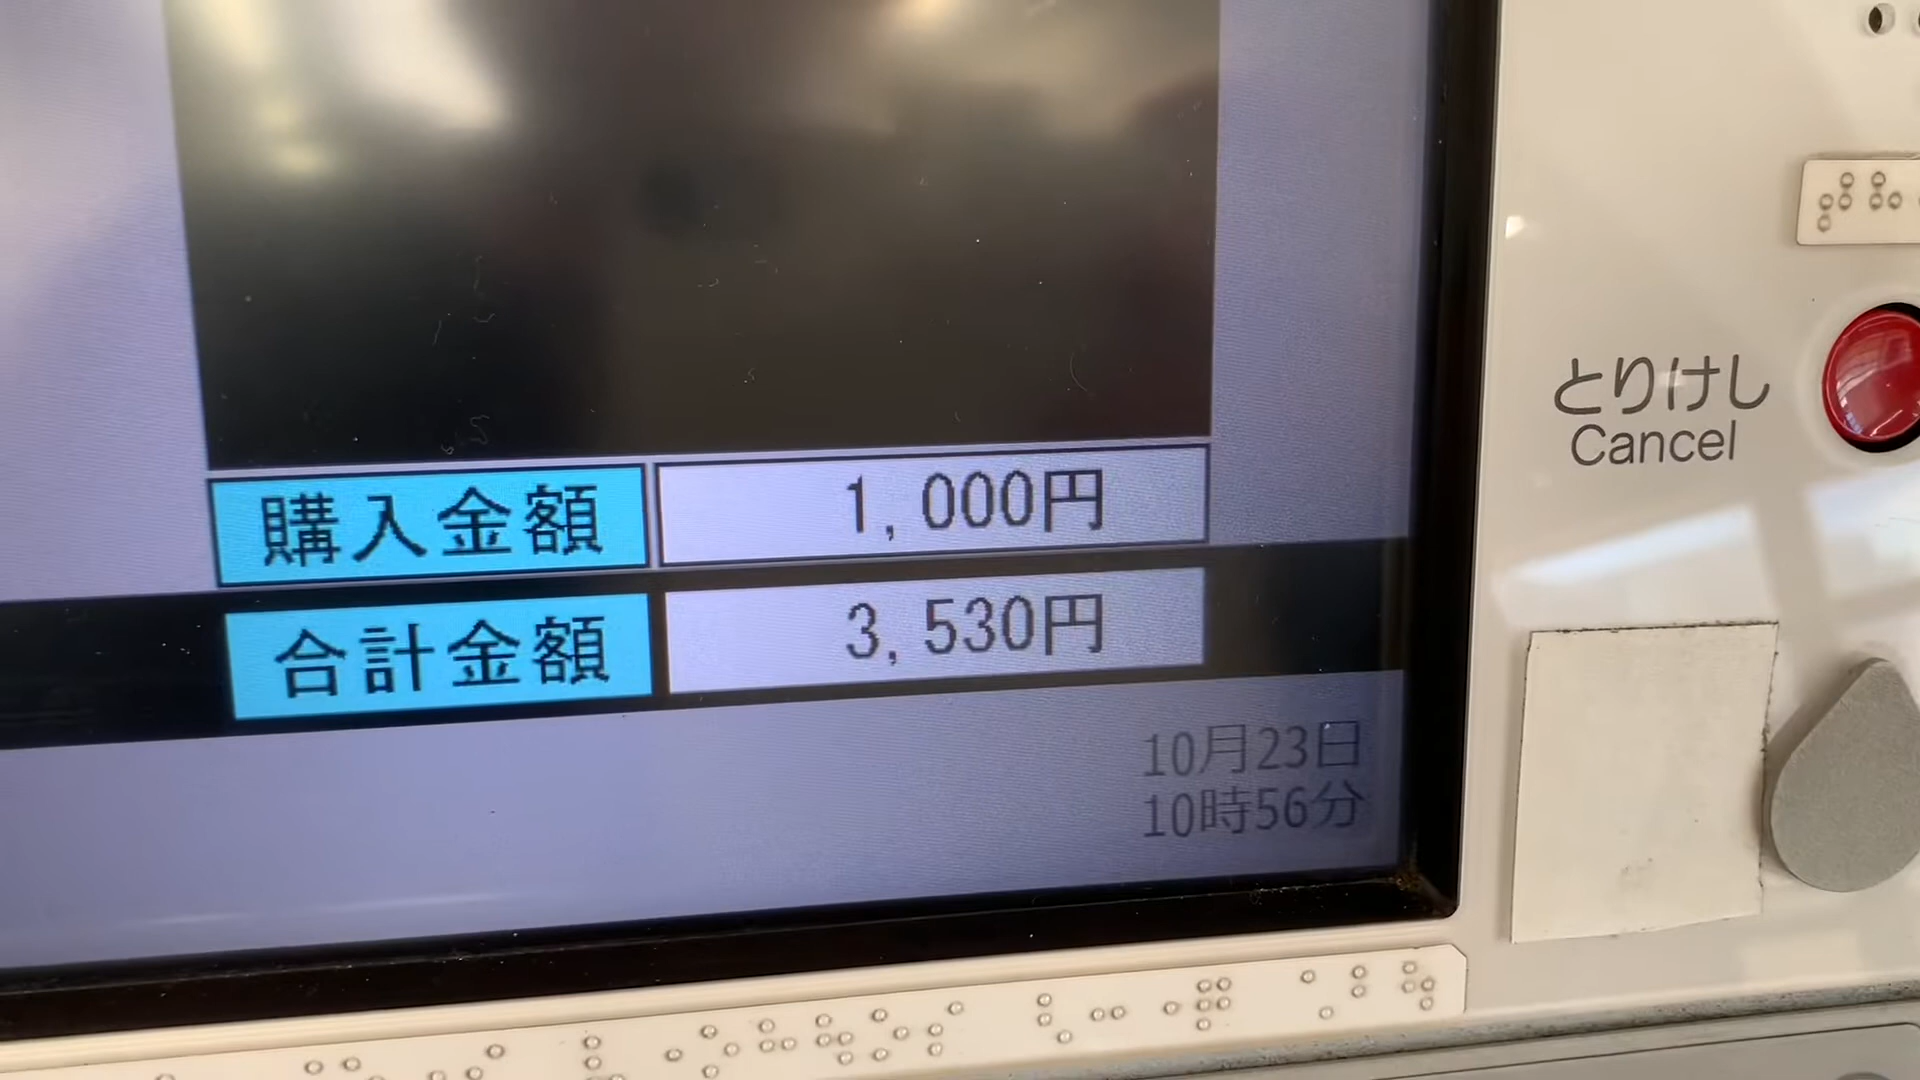 購入金額 1,000円
合計金額 3,530円
10月23日
10時56分
とりけし
Cancel